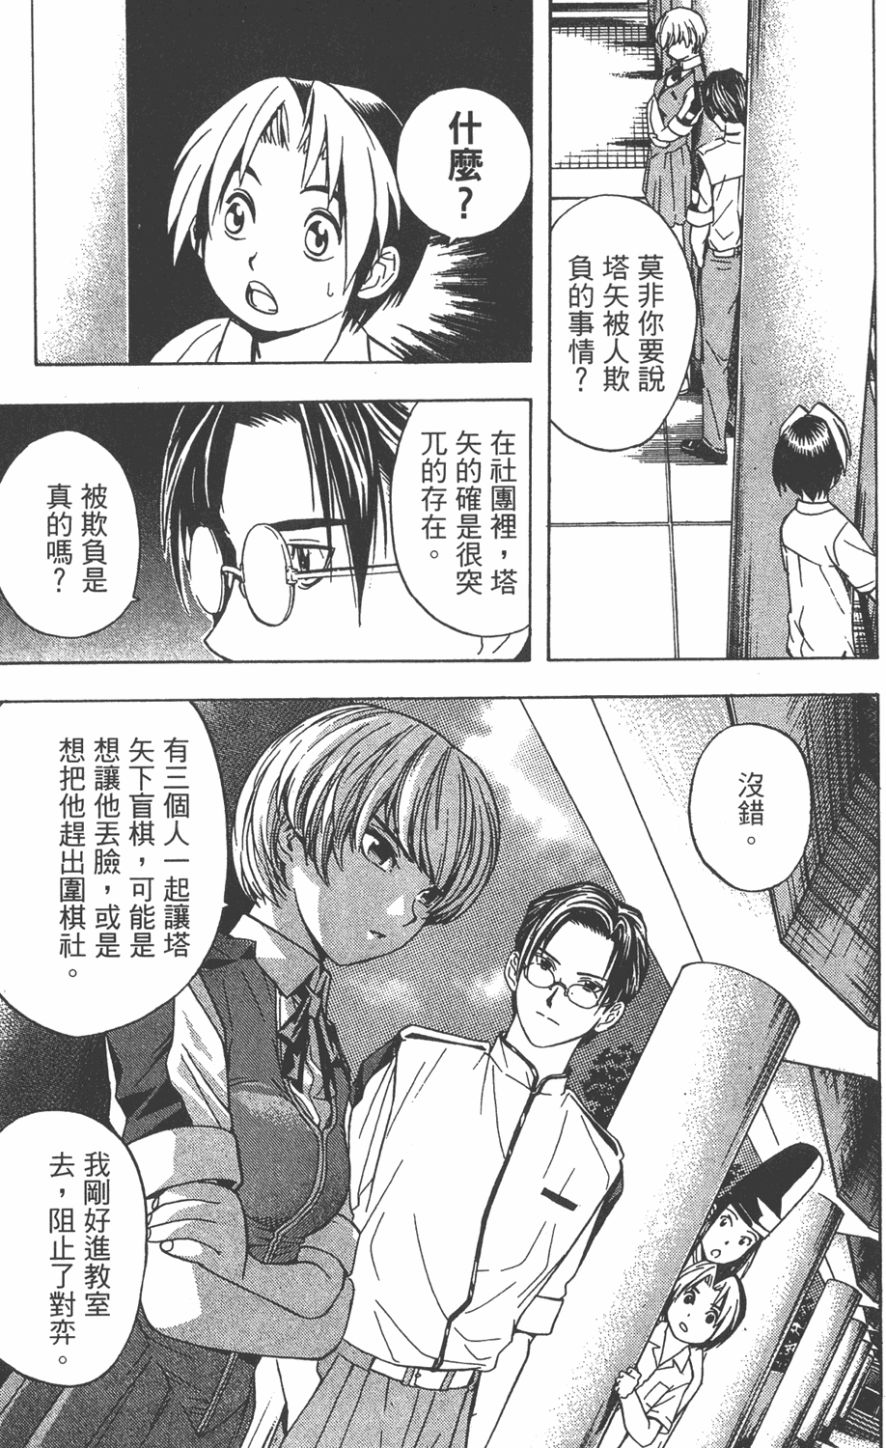 莫非你要說
塔矢被人欺
負的事情？
什麼？
在社團裡，塔
矢的確是很突
兀的存在。
被欺負是
真的嗎？
沒錯。
有三個人一起讓塔
矢下盲棋，可能是
想讓他丟臉，或是
想把他趕出圍棋社。
我剛好進教室
去，阻止了對弈。